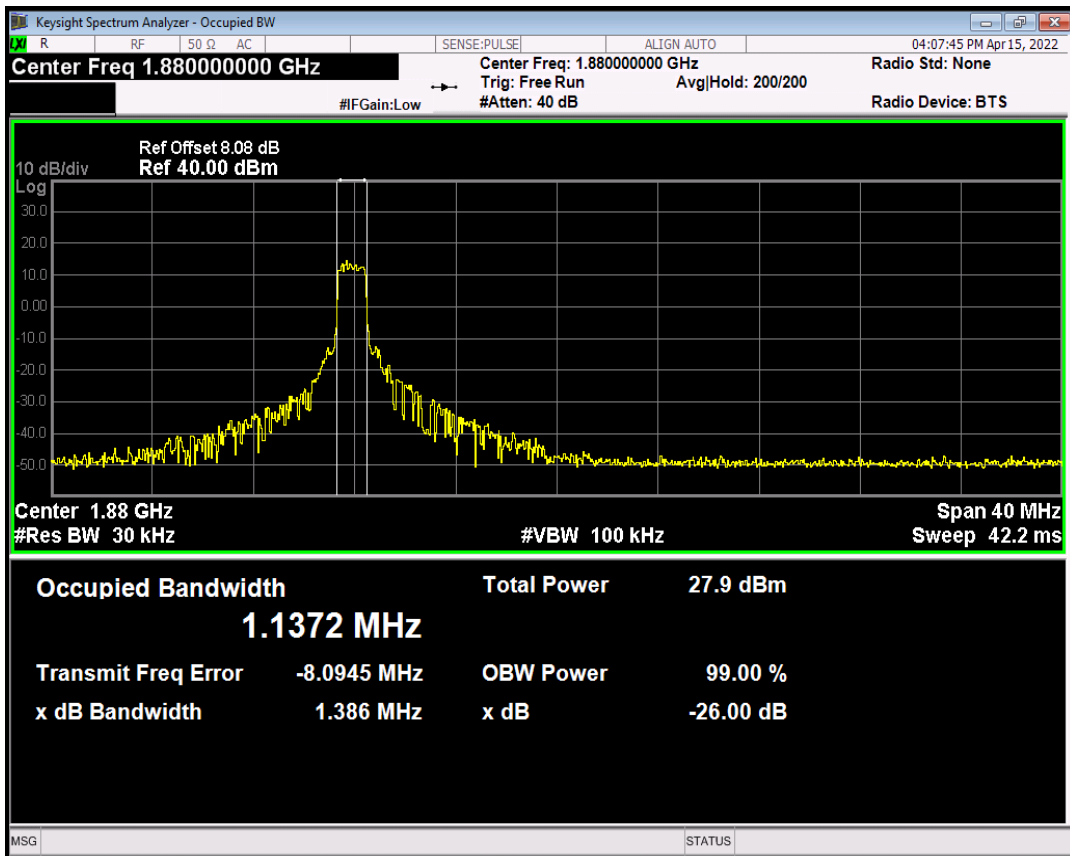 Keysight Spectrum Analyzer - Occupied BW
LXI R RF 50 Ω AC SENSE:PULSE ALIGN AUTO 04:07:45 PM Apr 15, 2022
Center Freq 1.880000000 GHz Center Freq: 1.880000000 GHz Radio Std: None
Trig: Free Run Avg|Hold: 200/200
#IFGain:Low #Atten: 40 dB Radio Device: BTS
Ref Offset 8.08 dB
10 dB/div Ref 40.00 dBm
Log
30.0
20.0
10.0
0.00
-10.0
-20.0
-30.0
-40.0
-50.0
Center 1.88 GHz Span 40 MHz
#Res BW 30 kHz #VBW 100 kHz Sweep 42.2 ms
Occupied Bandwidth Total Power 27.9 dBm
1.1372 MHz
Transmit Freq Error -8.0945 MHz OBW Power 99.00 %
x dB Bandwidth 1.386 MHz x dB -26.00 dB
MSG STATUS